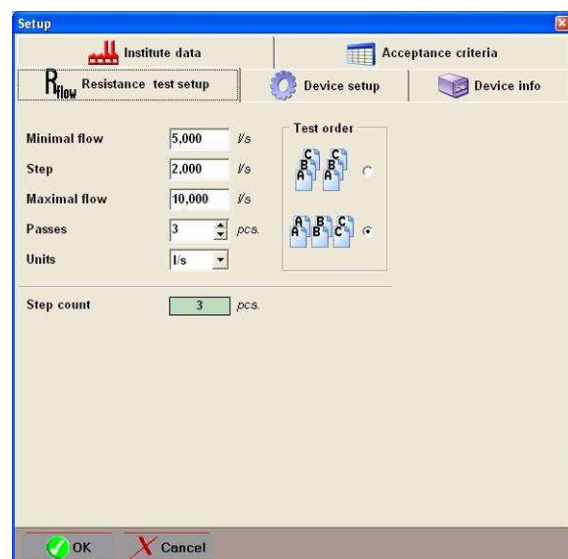 Setup
Institute data
Acceptance criteria
Rflow Resistance test setup
Device setup
Device info
Minimal flow 5,000 l/s
Step 2,000 l/s
Maximal flow 10,000 l/s
Passes 3 pcs.
Units l/s
Test order
C C
B B
A A
A B C
A B C
Step count 3 pcs.
OK
Cancel